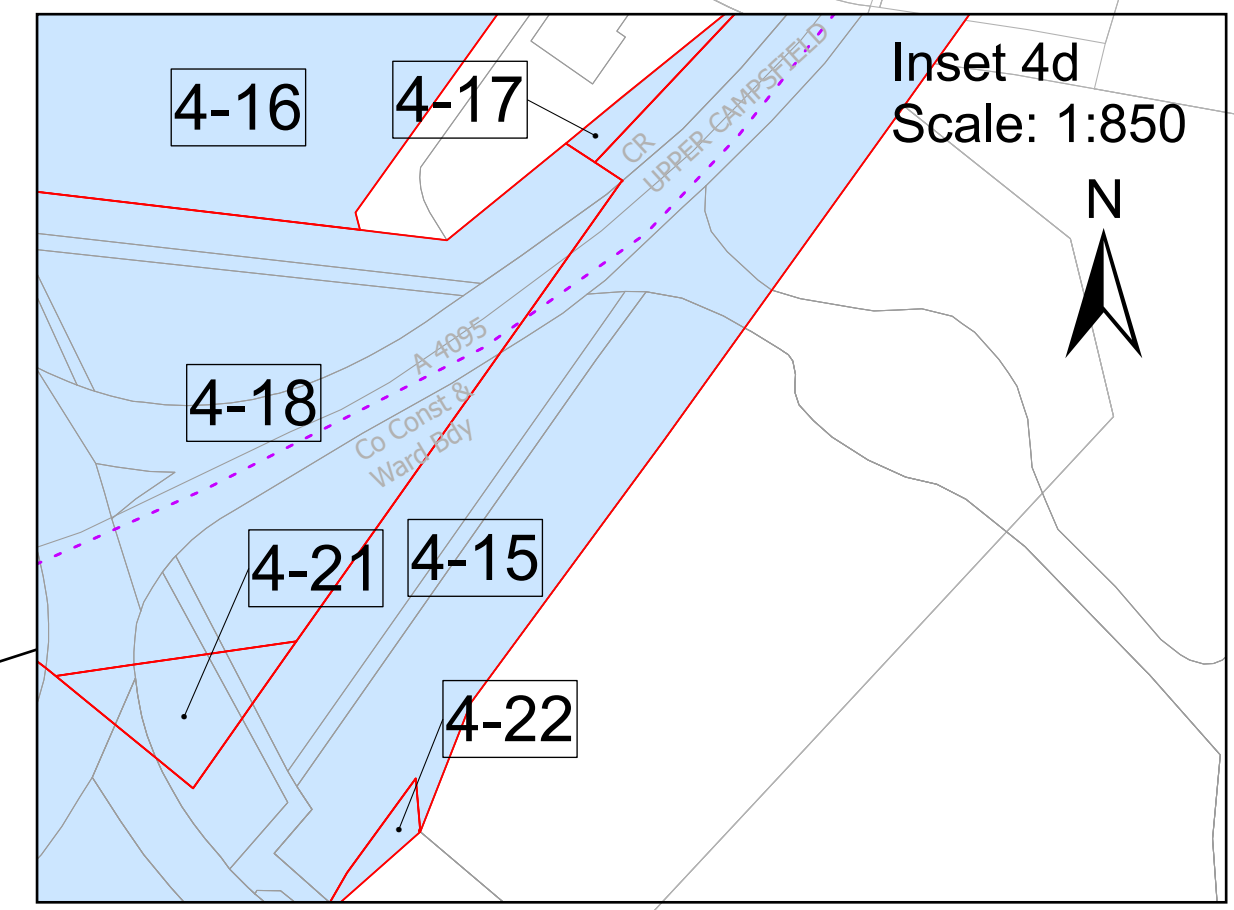 Inset 4d
Scale: 1:850
N
4-16
4-17
CR
UPPER CAMPSFIELD
A 4095
4-18
Co Const &
Ward Bdy
4-21
4-15
4-22